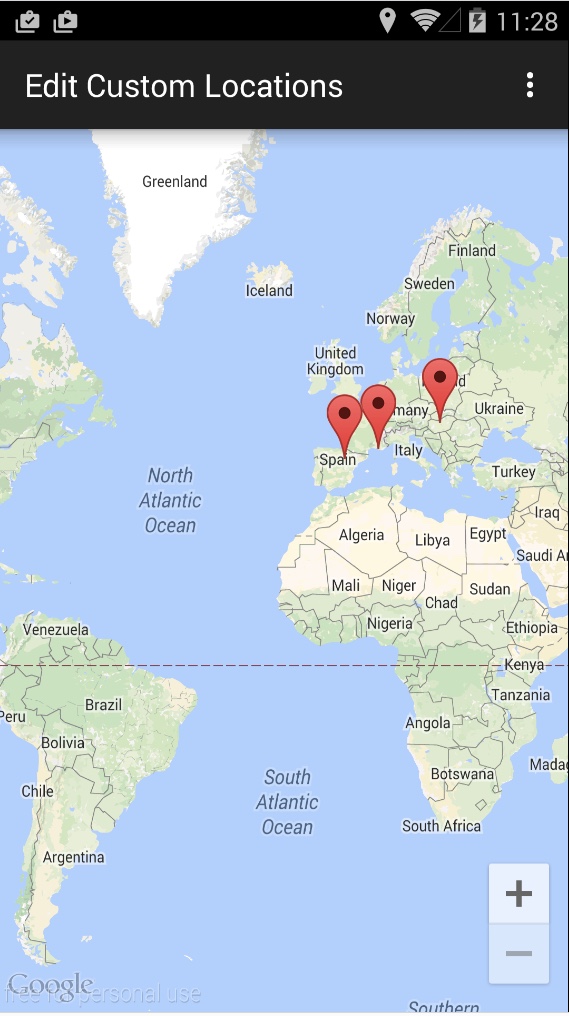 11:28
Edit Custom Locations
Greenland
Iceland
Finland
Sweden
Norway
United
Kingdom
many
Ukraine
Spain
Italy
Turkey
North
Atlantic
Ocean
Algeria
Libya
Egypt
Iraq
Saudi Ar
Mali
Niger
Chad
Sudan
Nigeria
Ethiopia
Venezuela
Kenya
Brazil
Peru
Tanzania
Angola
Bolivia
Botswana
Madag
Chile
South
Atlantic
Ocean
South Africa
Argentina
+
−
Google
free for personal use
Southern